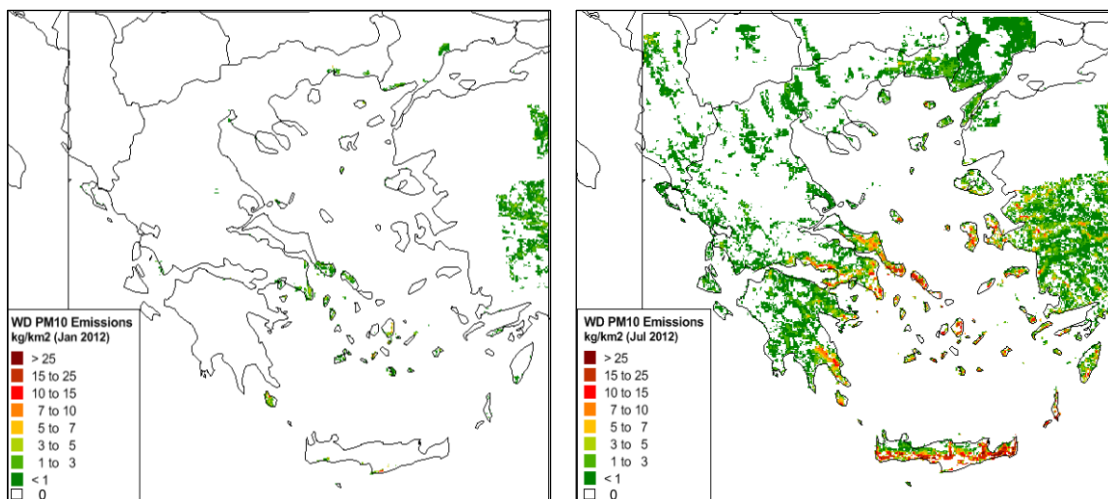 WD PM10 Emissions
kg/km2 (Jan 2012)
> 25
15 to 25
10 to 15
7 to 10
5 to 7
3 to 5
1 to 3
< 1
0
WD PM10 Emissions
kg/km2 (Jul 2012)
> 25
15 to 25
10 to 15
7 to 10
5 to 7
3 to 5
1 to 3
< 1
0